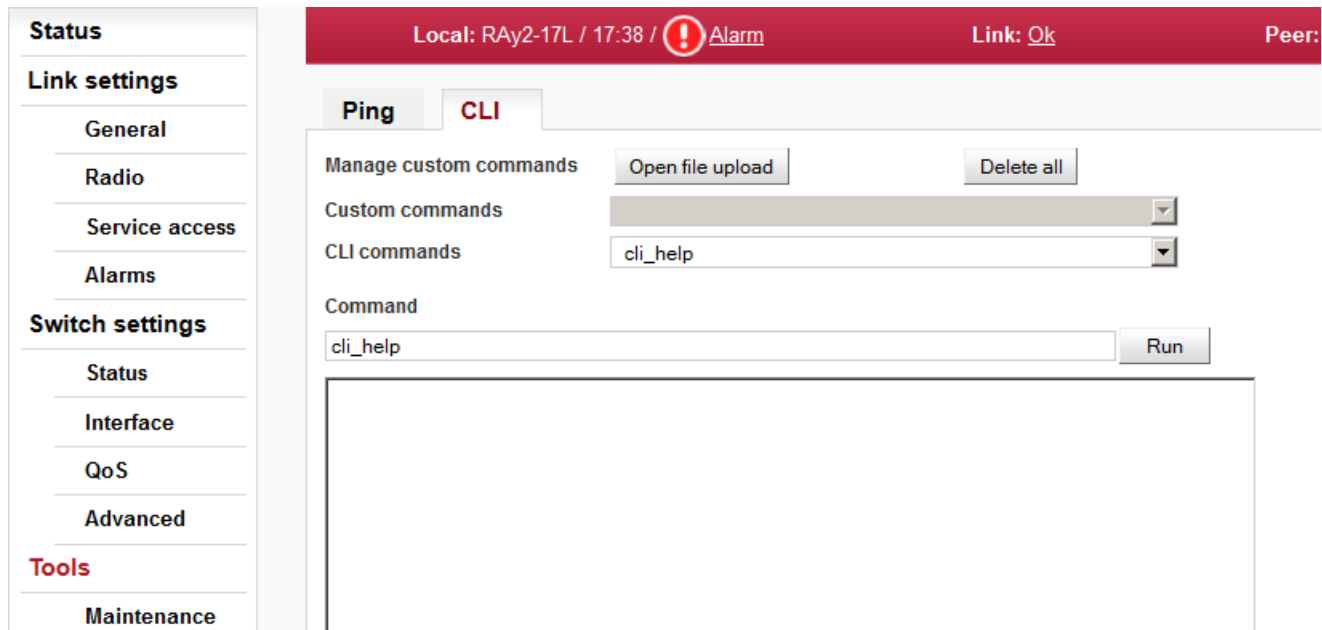 Status
Link settings
General
Radio
Service access
Alarms
Switch settings
Status
Interface
QoS
Advanced
Tools
Maintenance
Local: RAy2-17L / 17:38 / Alarm
Link: Ok
Peer:
Ping
CLI
Manage custom commands
Open file upload
Delete all
Custom commands
CLI commands
cli_help
Command
cli_help
Run